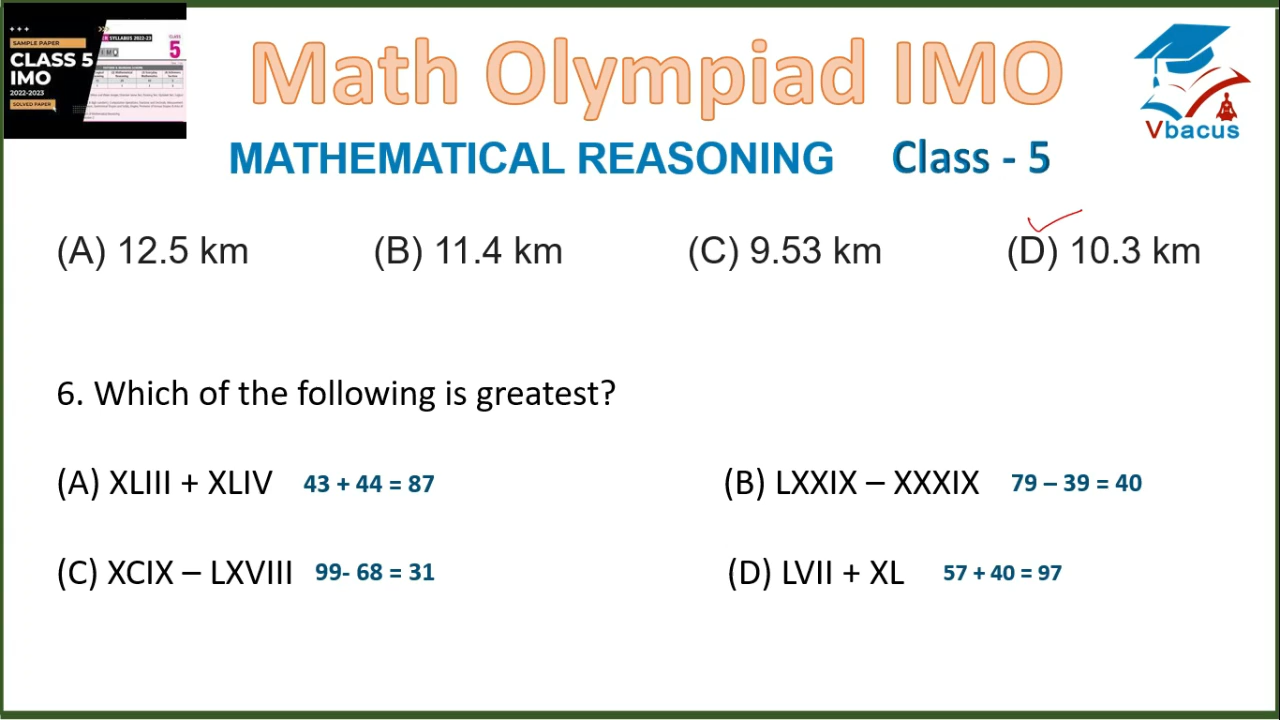 SAMPLE PAPER
CLASS 5
IMO
2022-2023
SOLVED PAPER
SYLLABUS 2022-23
CLASS
5
Math Olympiad IMO
Vbacus
MATHEMATICAL REASONING Class - 5
(A) 12.5 km (B) 11.4 km (C) 9.53 km (D) 10.3 km
6. Which of the following is greatest?
(A) XLIII + XLIV 43 + 44 = 87 (B) LXXIX – XXXIX 79 – 39 = 40
(C) XCIX – LXVIII 99- 68 = 31 (D) LVII + XL 57 + 40 = 97